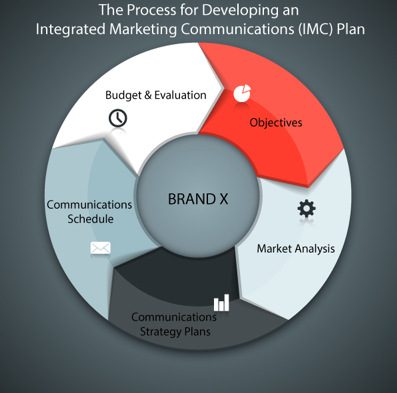 The Process for Developing an
Integrated Marketing Communications (IMC) Plan
Budget & Evaluation
Objectives
Communications
Schedule
BRAND X
Market Analysis
Communications
Strategy Plans